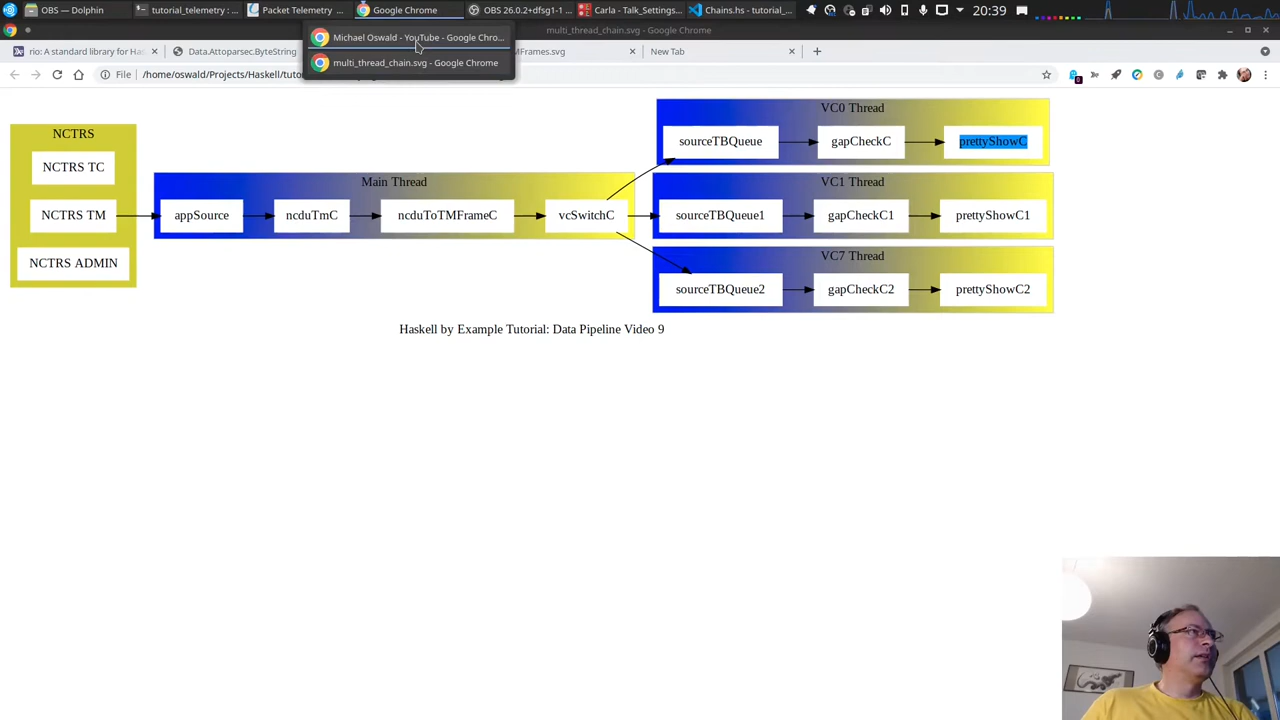 OBS — Dolphin
tutorial_telemetry : ...
Packet Telemetry ...
Google Chrome
OBS 26.0.2+dfsg1-1 ...
Carla - Talk_Settings...
Chains.hs - tutorial_...
20:39
Michael Oswald - YouTube - Google Chro...
multi_thread_chain.svg - Google Chrome
multi_thread_chain.svg - Google Chrome
rio: A standard library for Has
Data.Attoparsec.ByteString
MFrames.svg
New Tab
File
/home/oswald/Projects/Haskell/tuto
NCTRS
NCTRS TC
NCTRS TM
NCTRS ADMIN
Main Thread
appSource
ncduTmC
ncduToTMFrameC
vcSwitchC
VC0 Thread
sourceTBQueue
gapCheckC
prettyShowC
VC1 Thread
sourceTBQueue1
gapCheckC1
prettyShowC1
VC7 Thread
sourceTBQueue2
gapCheckC2
prettyShowC2
Haskell by Example Tutorial: Data Pipeline Video 9